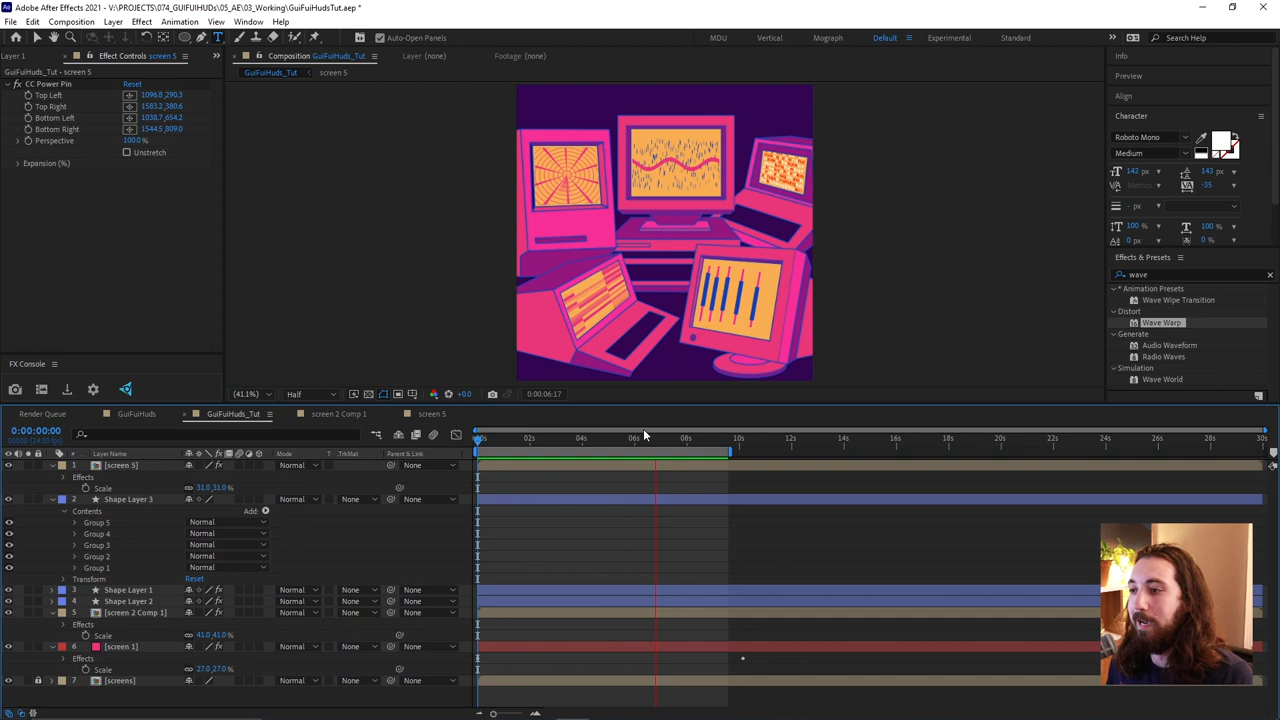 Adobe After Effects 2021 - U:\PROJECTS\074_GUIFUIHUDs\05_AE\03_Working\GuiFuiHudsTut.aep *
File Edit Composition Layer Effect Animation View Window Help
Auto-Open Panels
MDU Vertical Mograph Default Experimental Standard
Search Help
Layer 1 Effect Controls screen 5
Composition GuiFuiHuds_Tut Layer (none) Footage (none)
GuiFuiHuds_Tut • screen 5
GuiFuiHuds_Tut screen 5
fx CC Power Pin Reset
Top Left 1096.8,290.3
Top Right 1583.2,380.6
Bottom Left 1038.7,654.2
Bottom Right 1544.5,809.0
Perspective 100.0 %
Unstretch
Expansion (%)
Info
Preview
Align
Character
Roboto Mono
Medium
142 px 143 px
Metrics -35
- px
100 % 100 %
0 px 0 %
Effects & Presets
wave
* Animation Presets
Wave Wipe Transition
Distort
Wave Warp
Generate
Audio Waveform
Radio Waves
Simulation
Wave World
FX Console
(41.1%) Half +0.0 0:00:06:17
Render Queue GuiFuiHuds GuiFuiHuds_Tut screen 2 Comp 1 screen 5
0:00:00:00
00000 (24.00 fps)
02s 04s 06s 08s 10s 12s 14s 16s 18s 20s 22s 24s 26s 28s 30s
# Source Name Mode T .TrkMat Parent & Link
1 [screen 5] Normal None
Effects
Scale 31.0,31.0%
2 Shape Layer 3 Normal None None
Contents Add:
Group 5 Normal
Group 4 Normal
Group 3 Normal
Group 2 Normal
Group 1 Normal
Transform Reset
3 Shape Layer 1 Normal None None
4 Shape Layer 2 Normal None None
5 [screen 2 Comp 1] Normal None None
Effects
Scale 41.0,41.0%
6 [screen 1] Normal None None
Effects
Scale 27.0,27.0%
7 [screens] Normal None None